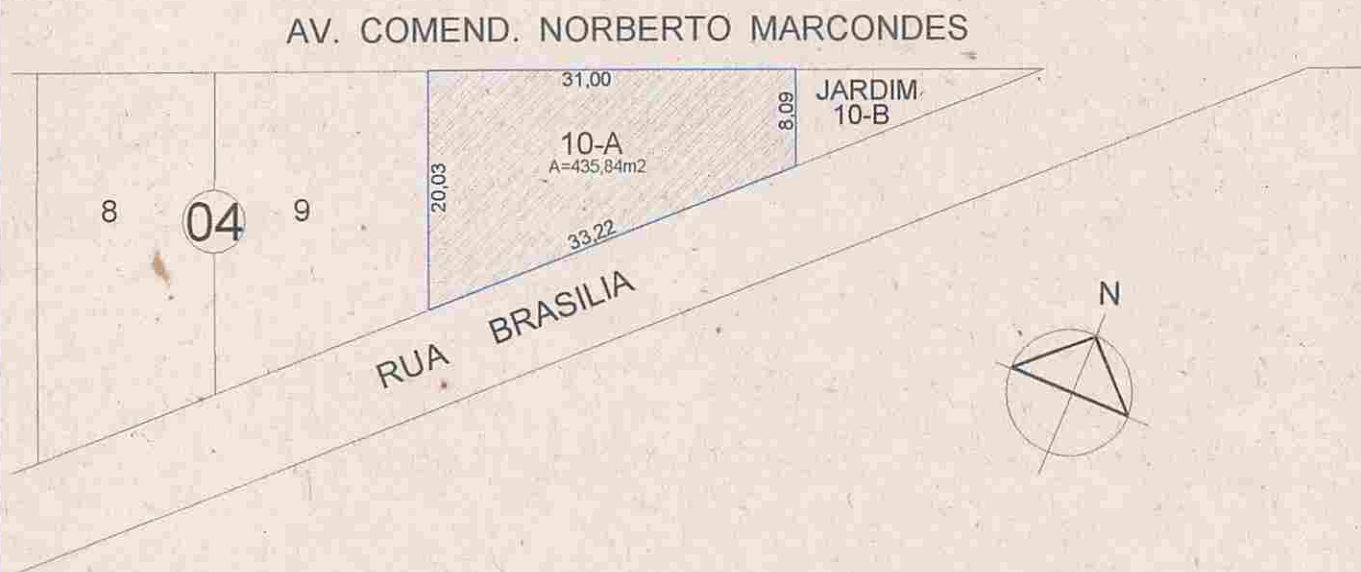 AV. COMEND. NORBERTO MARCONDES
31,00
JARDIM
10-B
8,09
10-A
A=435,84m2
20,03
8
04
9
33,22
RUA BRASILIA
N